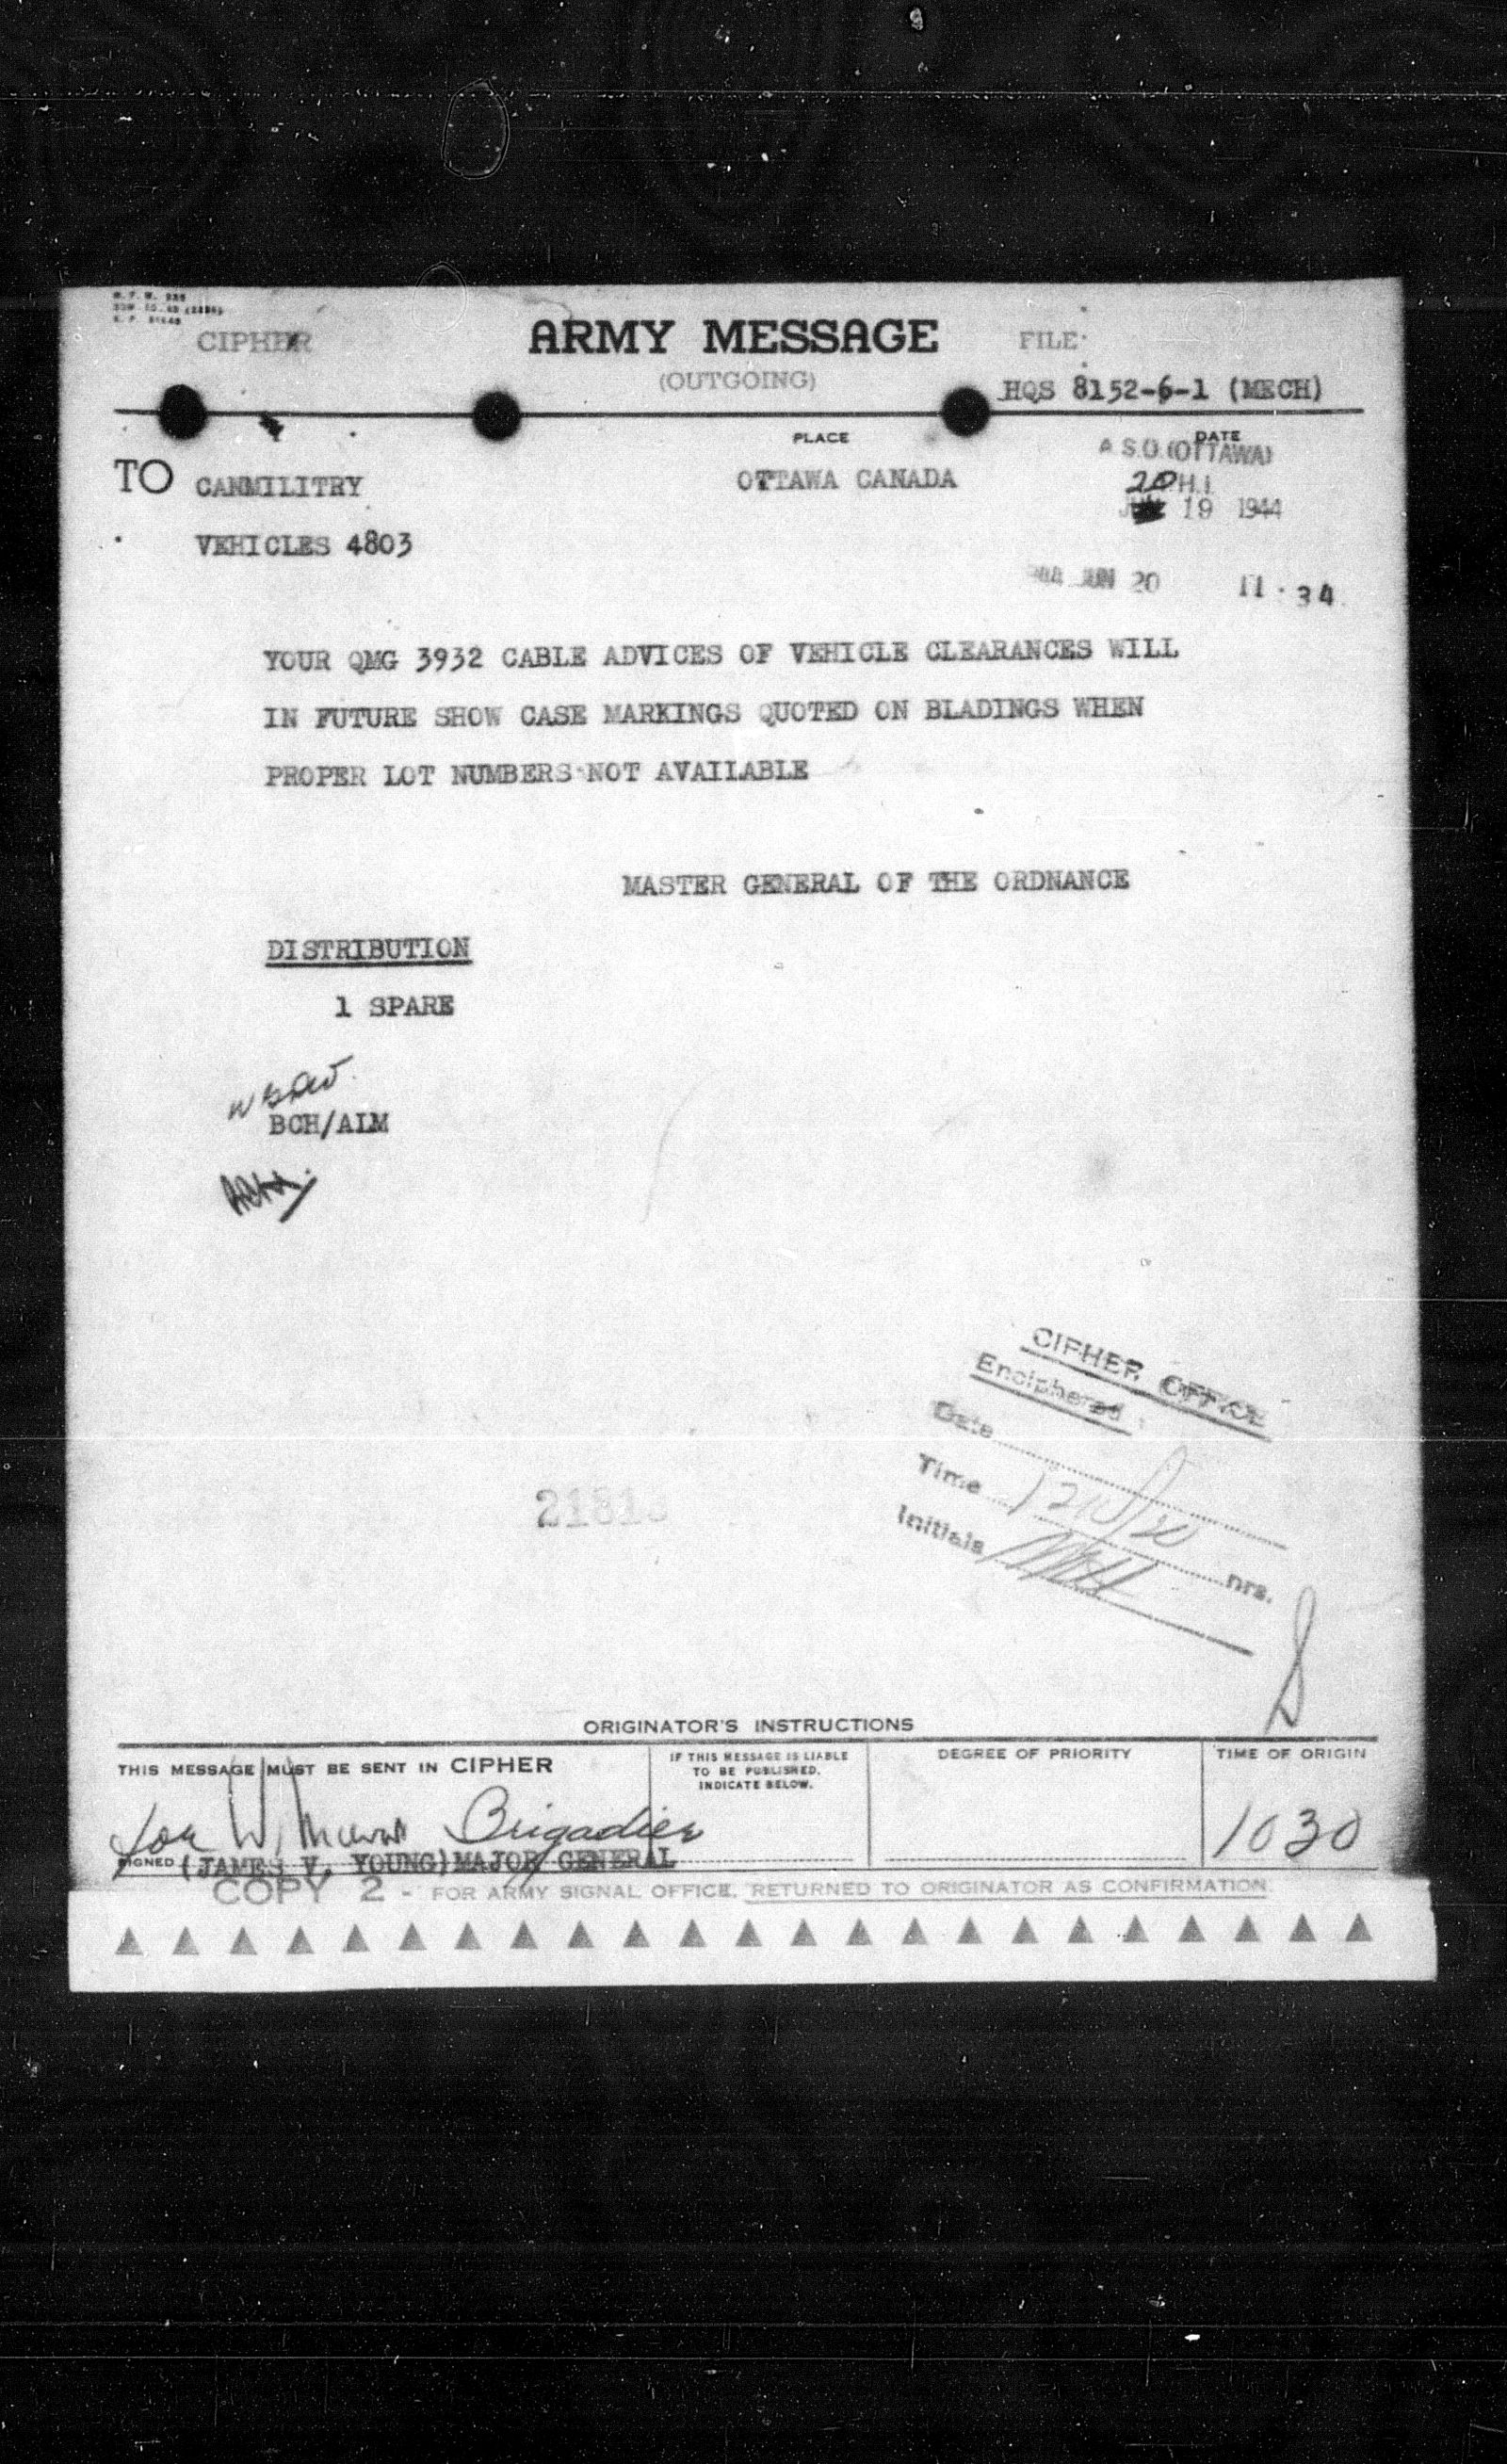 CIPHER
ARMY MESSAGE
(OUTGOING)
FILE
HQS 8152-6-1 (MECH)
PLACE
DATE
A.S.O. (OTTAWA)
TO CANMILITRY
OTTAWA CANADA
20 H.I.
19 1944
VEHICLES 4803
JUN 20 11.34
YOUR QMG 3932 CABLE ADVICES OF VEHICLE CLEARANCES WILL
IN FUTURE SHOW CASE MARKINGS QUOTED ON BLADINGS WHEN
PROPER LOT NUMBERS NOT AVAILABLE
MASTER GENERAL OF THE ORDNANCE
DISTRIBUTION
1 SPARE
BCH/ALM
CIPHER OFFICE
Enciphered
Date
Time
hrs.
Initials
ORIGINATOR'S INSTRUCTIONS
THIS MESSAGE MUST BE SENT IN CIPHER
IF THIS MESSAGE IS LIABLE
TO BE PUBLISHED,
INDICATE BELOW.
DEGREE OF PRIORITY
TIME OF ORIGIN
for W. Brigadier
1030
SIGNED (JAMES V. YOUNG) MAJOR GENERAL
COPY 2 - FOR ARMY SIGNAL OFFICE. RETURNED TO ORIGINATOR AS CONFIRMATION